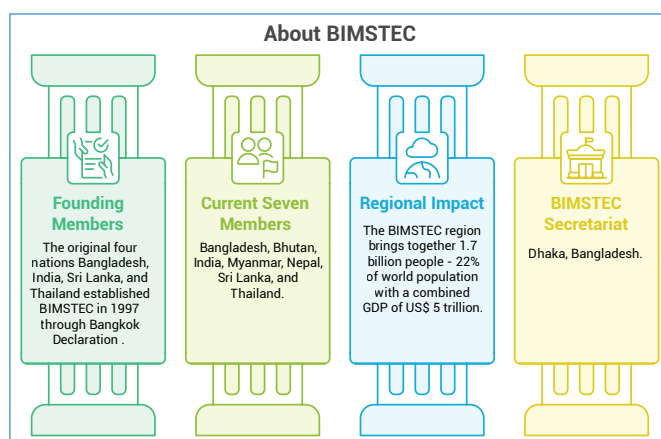 About BIMSTEC
Founding
Members
The original four
nations Bangladesh,
India, Sri Lanka, and
Thailand established
BIMSTEC in 1997
through Bangkok
Declaration .
Current Seven
Members
Bangladesh, Bhutan,
India, Myanmar, Nepal,
Sri Lanka, and
Thailand.
Regional Impact
The BIMSTEC region
brings together 1.7
billion people - 22%
of world population
with a combined
GDP of US$ 5 trillion.
BIMSTEC
Secretariat
Dhaka, Bangladesh.